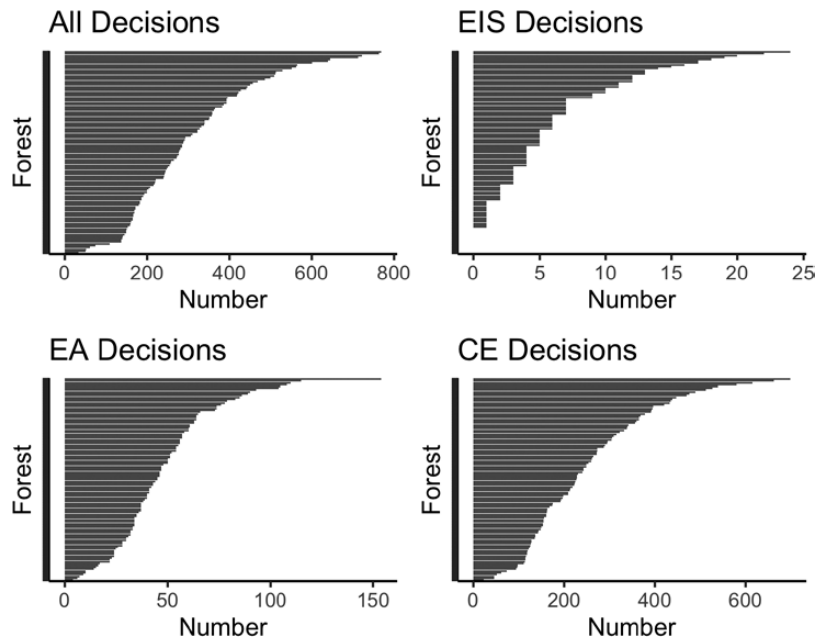 All Decisions
Forest
0 200 400 600 800
Number
EIS Decisions
Forest
0 5 10 15 20 25
Number
EA Decisions
Forest
0 50 100 150
Number
CE Decisions
Forest
0 200 400 600
Number